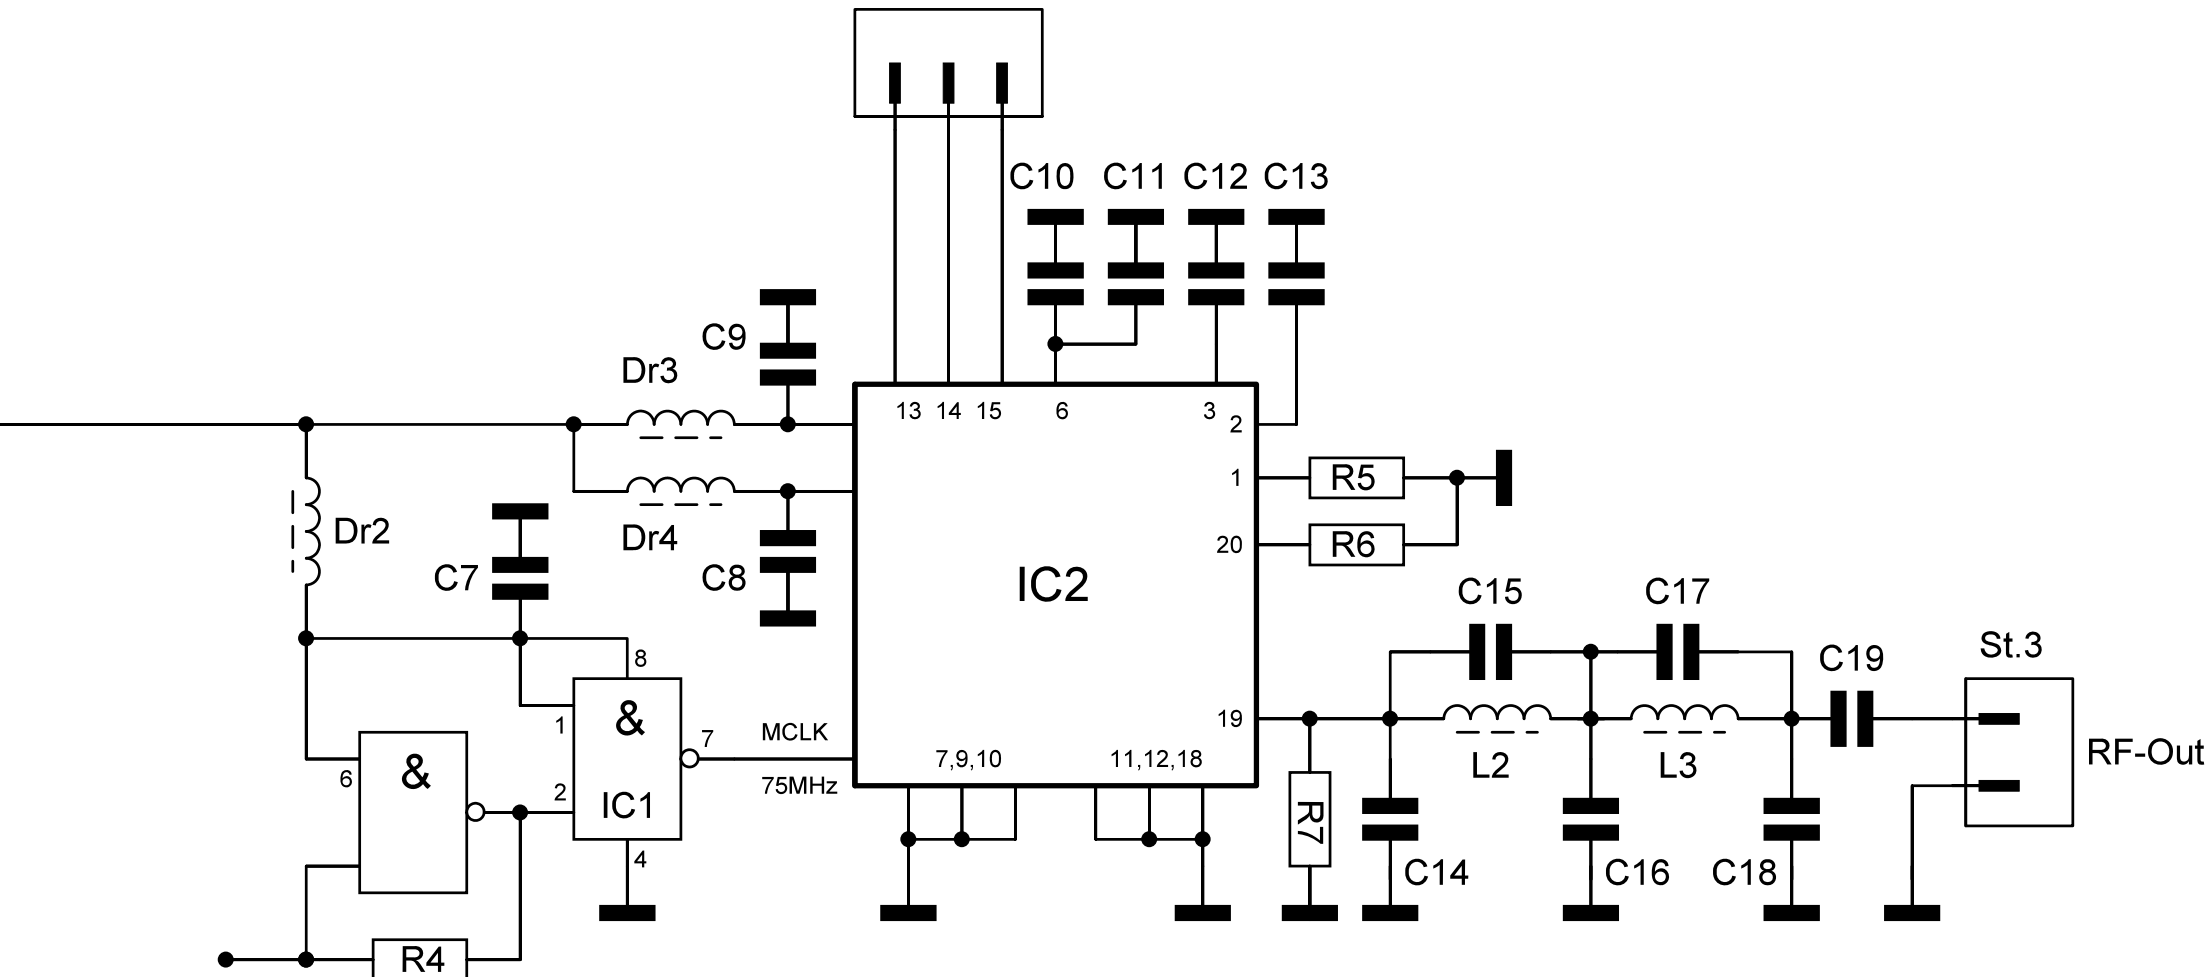 C10 C11 C12 C13
C9
Dr3
13 14 15 6 3 2
1 R5
Dr2
Dr4
20 R6
C7 C8
IC2
C15 C17
8
St.3
C19
&
1
19
7 MCLK
RF-Out
7,9,10 11,12,18
L2 L3
&
6
75MHz
2
IC1
R7
4
C14 C16 C18
R4